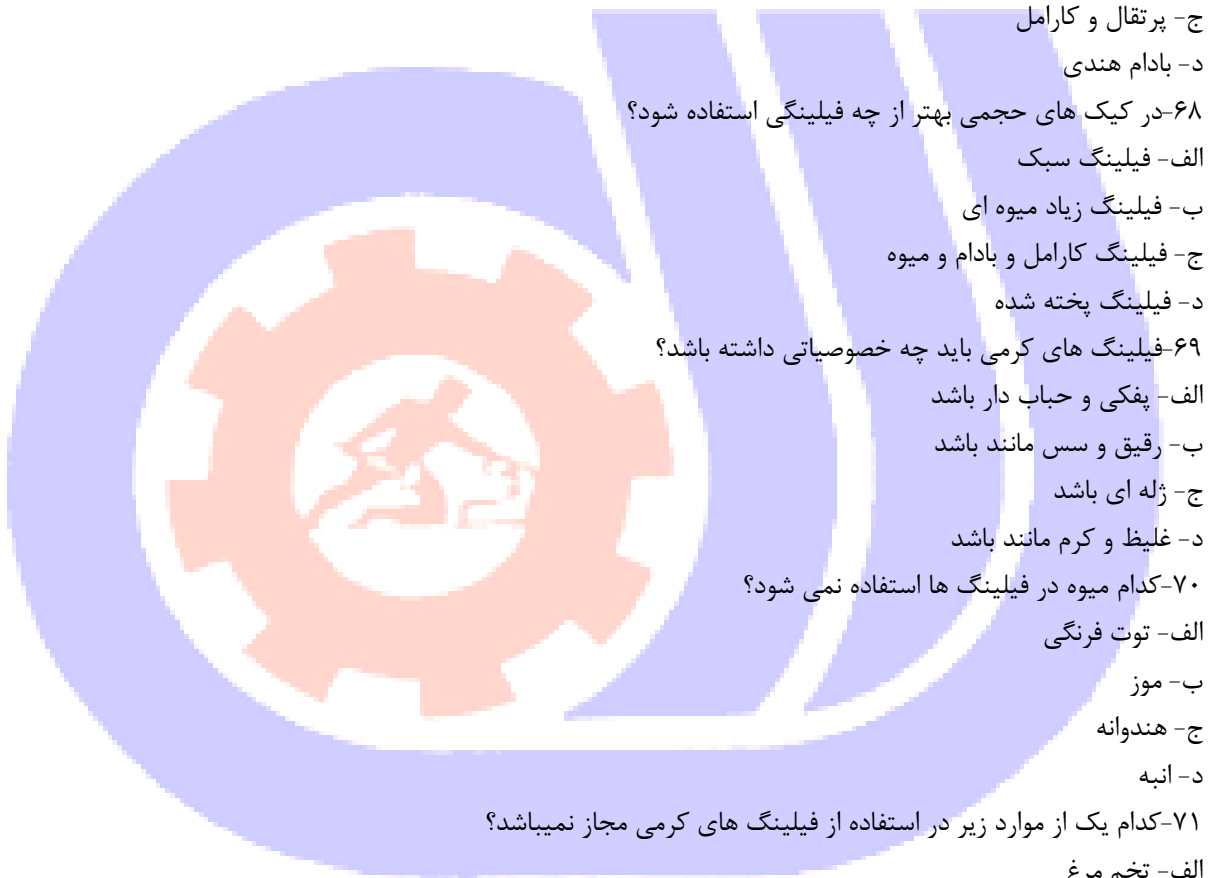 ج- پرتقال و کارامل
د- بادام هندی
۶۸-در کیک های حجمی بهتر از چه فیلینگی استفاده شود؟
الف- فیلینگ سبک
ب- فیلینگ زیاد میوه ای
ج- فیلینگ کارامل و بادام و میوه
د- فیلینگ پخته شده
۶۹-فیلینگ های کرمی باید چه خصوصیاتی داشته باشد؟
الف- پفکی و حباب دار باشد
ب- رقیق و سس مانند باشد
ج- ژله ای باشد
د- غلیظ و کرم مانند باشد
۷۰-کدام میوه در فیلینگ ها استفاده نمی شود؟
الف- توت فرنگی
ب- موز
ج- هندوانه
د- انبه
۷۱-کدام یک از موارد زیر در استفاده از فیلینگ های کرمی مجاز نمیباشد؟
الف- تخم مرغ